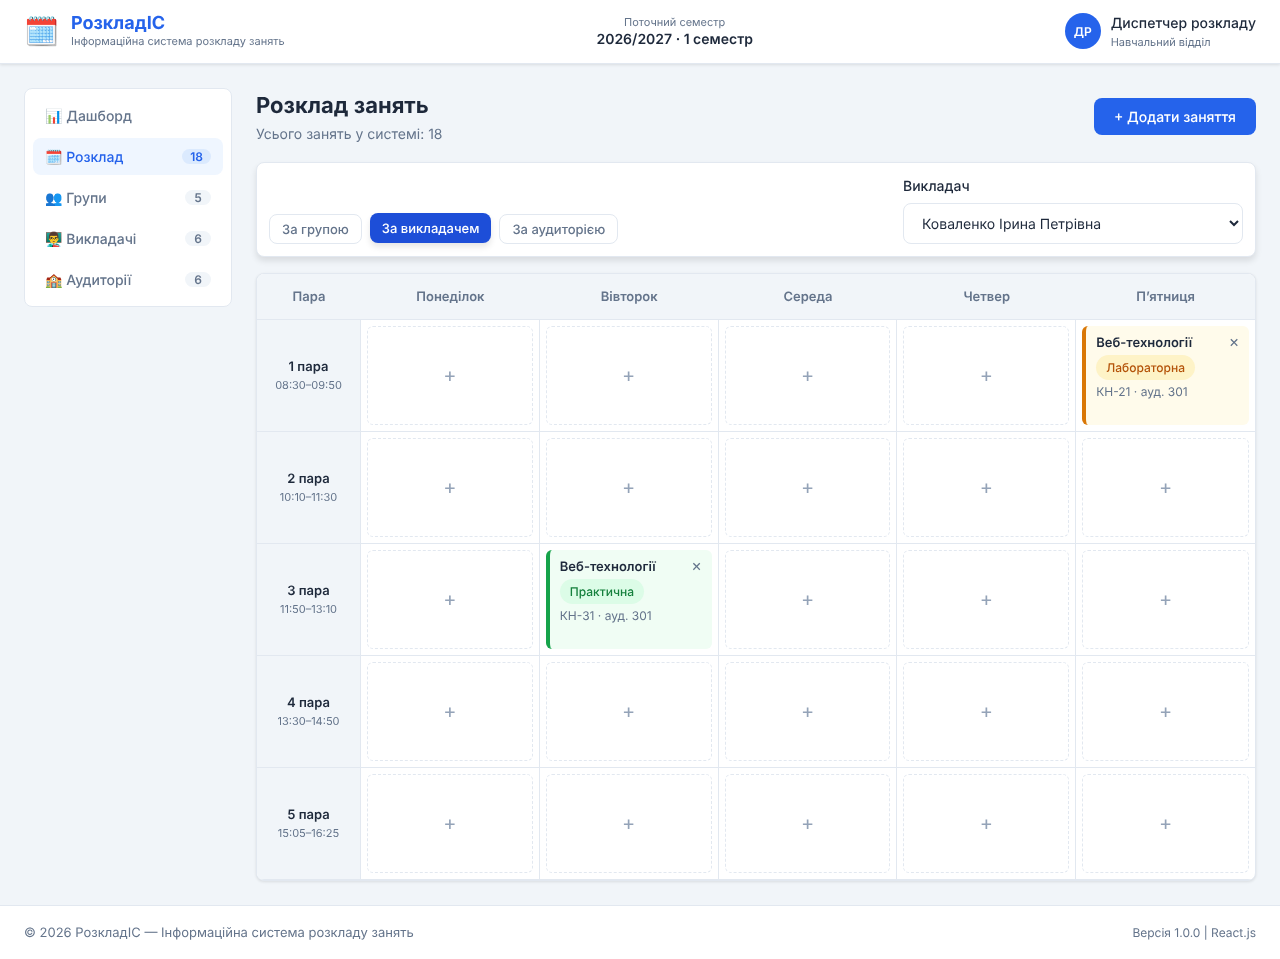 РозкладІС
Інформаційна система розкладу занять
Поточний семестр
2026/2027 · 1 семестр
ДР
Диспетчер розкладу
Навчальний відділ
Дашборд
Розклад 18
Групи 5
Викладачі 6
Аудиторії 6
Розклад занять
Усього занять у системі: 18
+ Додати заняття
За групою
За викладачем
За аудиторією
Викладач
Коваленко Ірина Петрівна
Пара Понеділок Вівторок Середа Четвер П'ятниця
1 пара
08:30–09:50
+ + + +
Веб-технології ×
Лабораторна
КН-21 · ауд. 301
2 пара
10:10–11:30
+ + + + +
3 пара
11:50–13:10
+
Веб-технології ×
Практична
КН-31 · ауд. 301
+ + +
4 пара
13:30–14:50
+ + + + +
5 пара
15:05–16:25
+ + + + +
© 2026 РозкладІС — Інформаційна система розкладу занять
Версія 1.0.0 | React.js